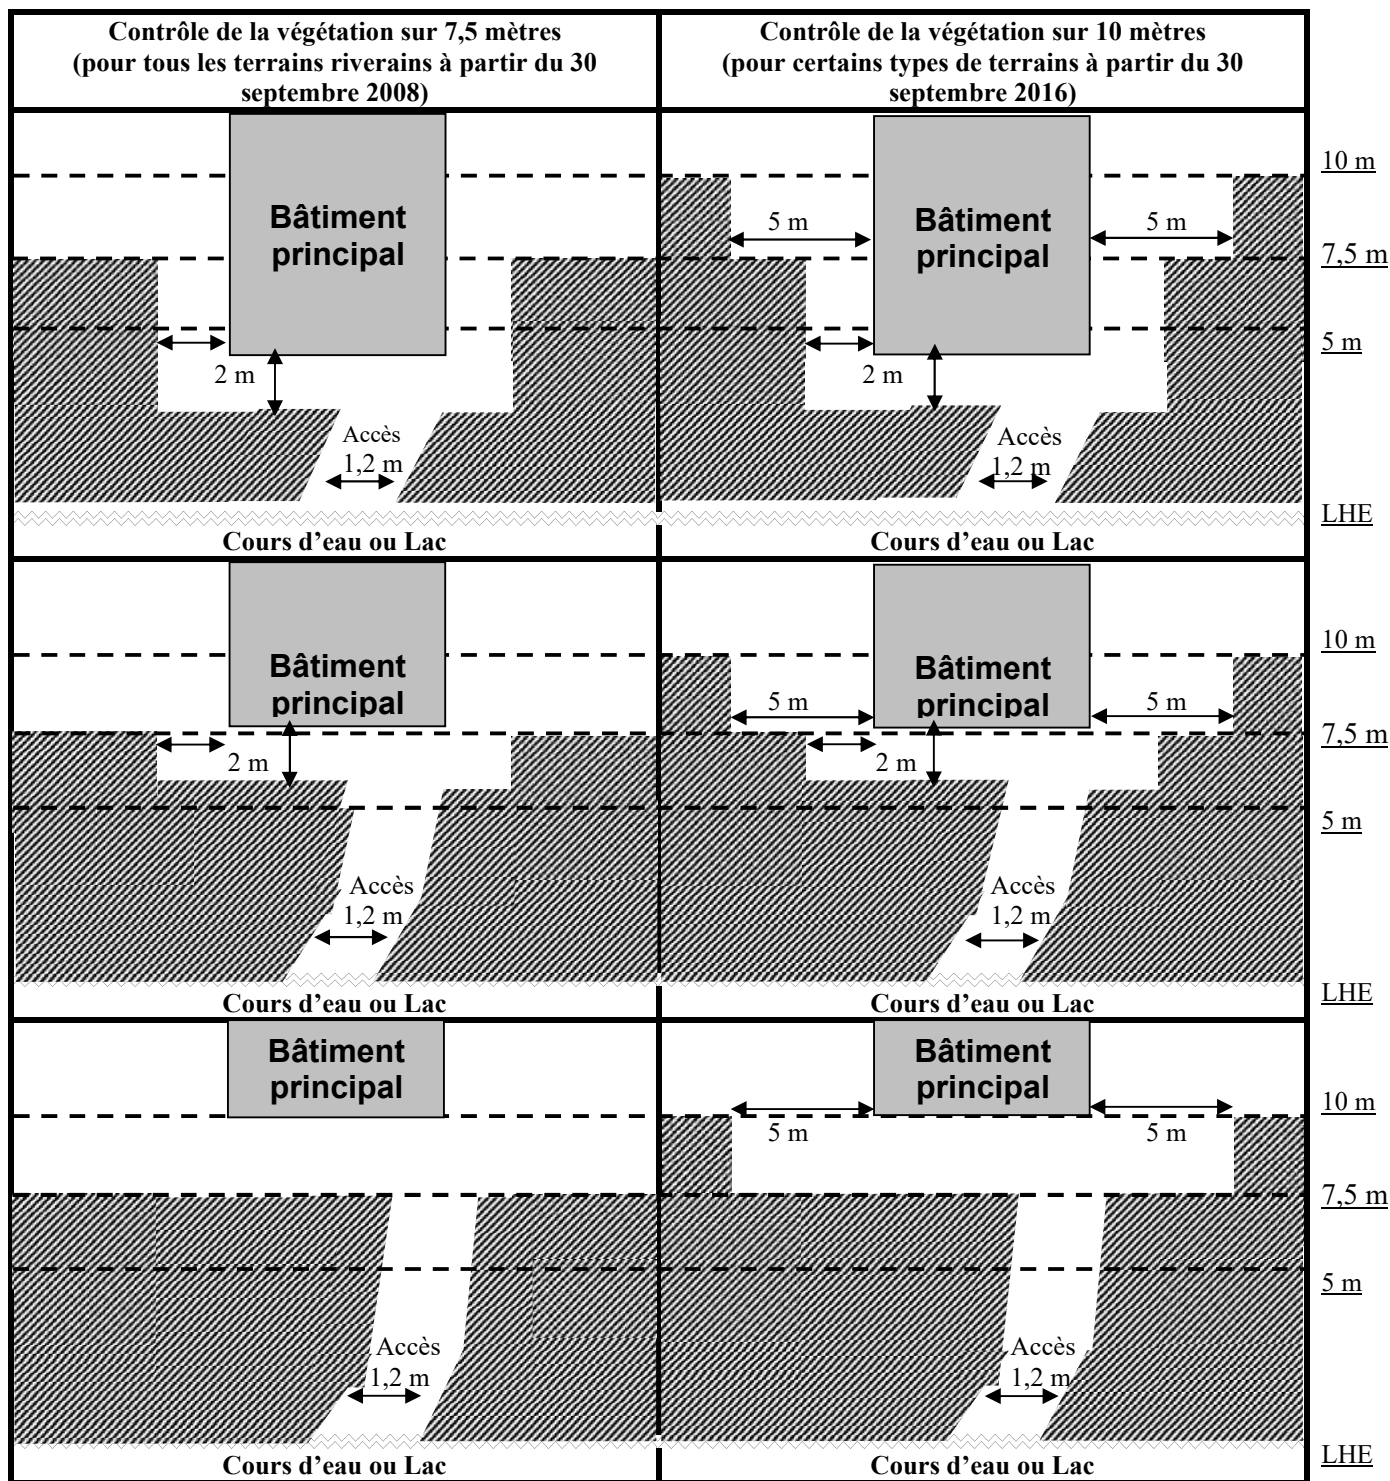 Contrôle de la végétation sur 7,5 mètres
(pour tous les terrains riverains à partir du 30
septembre 2008)
Contrôle de la végétation sur 10 mètres
(pour certains types de terrains à partir du 30
septembre 2016)
Bâtiment
principal
2 m
Accès
1,2 m
Cours d'eau ou Lac
5 m
Bâtiment
principal
5 m
2 m
Accès
1,2 m
Cours d'eau ou Lac
10 m
7,5 m
5 m
LHE
Bâtiment
principal
2 m
Accès
1,2 m
Cours d'eau ou Lac
5 m
Bâtiment
principal
5 m
2 m
Accès
1,2 m
Cours d'eau ou Lac
10 m
7,5 m
5 m
LHE
Bâtiment
principal
Accès
1,2 m
Cours d'eau ou Lac
Bâtiment
principal
5 m
5 m
Accès
1,2 m
Cours d'eau ou Lac
10 m
7,5 m
5 m
LHE